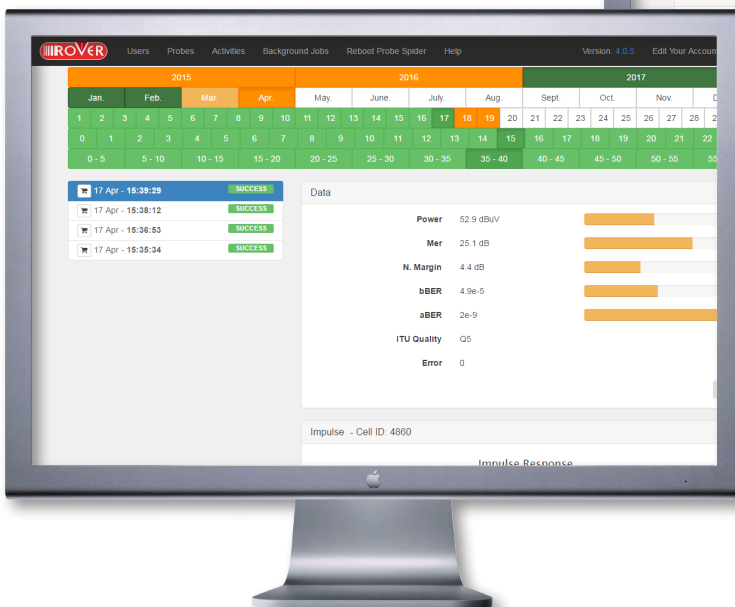 ROVER Users Probes Activities Background Jobs Reboot Probe Spider Help Version: 4.0.5 Edit Your Accoun
2015 2016 2017
Jan. Feb. Mar. Apr. May. June. July. Aug. Sept. Oct. Nov.
1 2 3 4 5 6 7 8 9 10 11 12 13 14 15 16 17 18 19 20 21 22 23 24 25 26 27 28
0 1 2 3 4 5 6 7 8 9 10 11 12 13 14 15 16 17 18 19 20 21 22
0 - 5 5 - 10 10 - 15 15 - 20 20 - 25 25 - 30 30 - 35 35 - 40 40 - 45 45 - 50 50 - 55 55
17 Apr - 15:39:29 SUCCESS
17 Apr - 15:38:12 SUCCESS
17 Apr - 15:36:53 SUCCESS
17 Apr - 15:35:34 SUCCESS
Data
Power 52.9 dBuV
Mer 25.1 dB
N. Margin 4.4 dB
bBER 4.9e-5
aBER 2e-9
ITU Quality Q5
Error 0
Impulse - Cell ID: 4860
Impulse Response